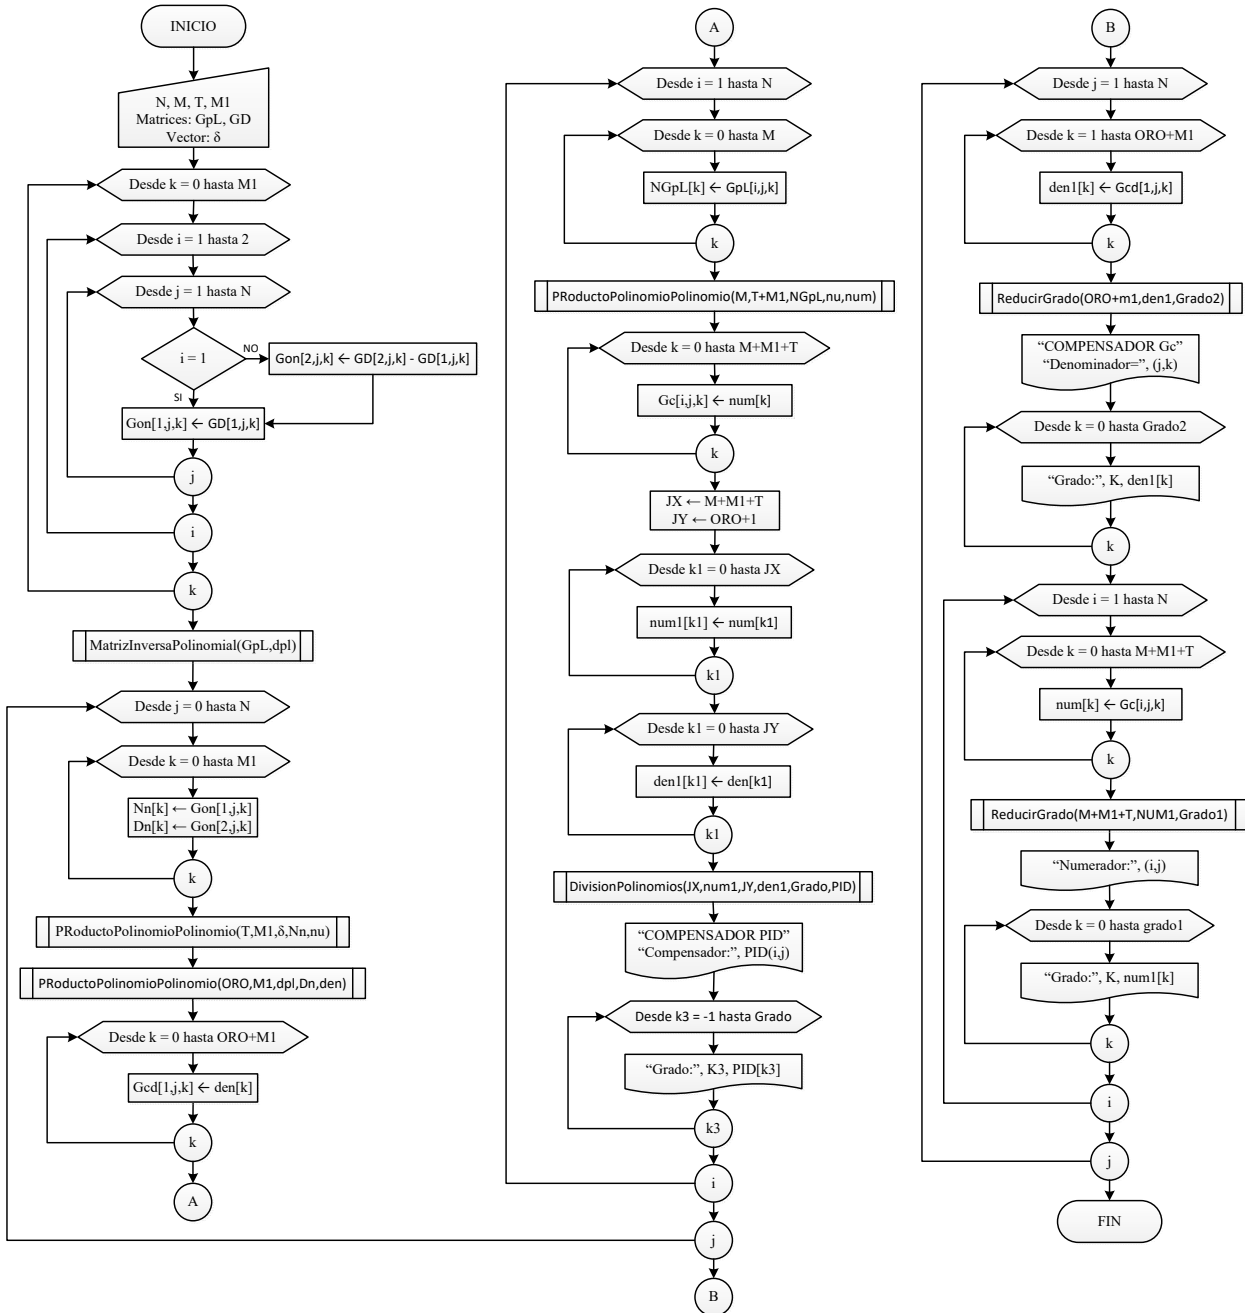 INICIO
N, M, T, M1
Matrices: GpL, GD
Vector: δ
Desde k = 0 hasta M1
Desde i = 1 hasta 2
Desde j = 1 hasta N
i = 1
NO
Gon[2,j,k] ← GD[2,j,k] - GD[1,j,k]
SI
Gon[1,j,k] ← GD[1,j,k]
j
i
k
MatrizInversaPolinomial(GpL,dpl)
Desde j = 0 hasta N
Desde k = 0 hasta M1
Nn[k] ← Gon[1,j,k]
Dn[k] ← Gon[2,j,k]
k
PRoductoPolinomioPolinomio(T,M1,δ,Nn,nu)
PRoductoPolinomioPolinomio(ORO,M1,dpl,Dn,den)
Desde k = 0 hasta ORO+M1
Gcd[1,j,k] ← den[k]
k
A
A
Desde i = 1 hasta N
Desde k = 0 hasta M
NGpL[k] ← GpL[i,j,k]
k
PRoductoPolinomioPolinomio(M,T+M1,NGpL,nu,num)
Desde k = 0 hasta M+M1+T
Gc[i,j,k] ← num[k]
k
JX ← M+M1+T
JY ← ORO+1
Desde k1 = 0 hasta JX
num1[k1] ← num[k1]
k1
Desde k1 = 0 hasta JY
den1[k1] ← den[k1]
k1
DivisionPolinomios(JX,num1,JY,den1,Grado,PID)
“COMPENSADOR PID”
“Compensador:”, PID(i,j)
Desde k3 = -1 hasta Grado
“Grado:”, K3, PID[k3]
k3
i
j
B
B
Desde j = 1 hasta N
Desde k = 1 hasta ORO+M1
den1[k] ← Gcd[1,j,k]
k
ReducirGrado(ORO+m1,den1,Grado2)
“COMPENSADOR Gc”
“Denominador=”, (j,k)
Desde k = 0 hasta Grado2
“Grado:”, K, den1[k]
k
Desde i = 1 hasta N
Desde k = 0 hasta M+M1+T
num[k] ← Gc[i,j,k]
k
ReducirGrado(M+M1+T,NUM1,Grado1)
“Numerador:”, (i,j)
Desde k = 0 hasta grado1
“Grado:”, K, num1[k]
k
i
j
FIN